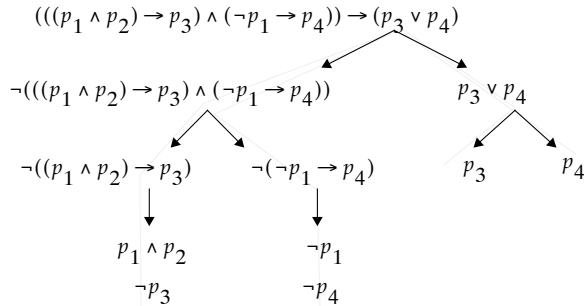 (((p₁ ∧ p₂) → p₃) ∧ (¬p₁ → p₄)) → (p₃ ∨ p₄)
¬(((p₁ ∧ p₂) → p₃) ∧ (¬p₁ → p₄)) p₃ ∨ p₄
¬((p₁ ∧ p₂) → p₃) ¬(¬p₁ → p₄) p₃ p₄
p₁ ∧ p₂ ¬p₁
¬p₃ ¬p₄